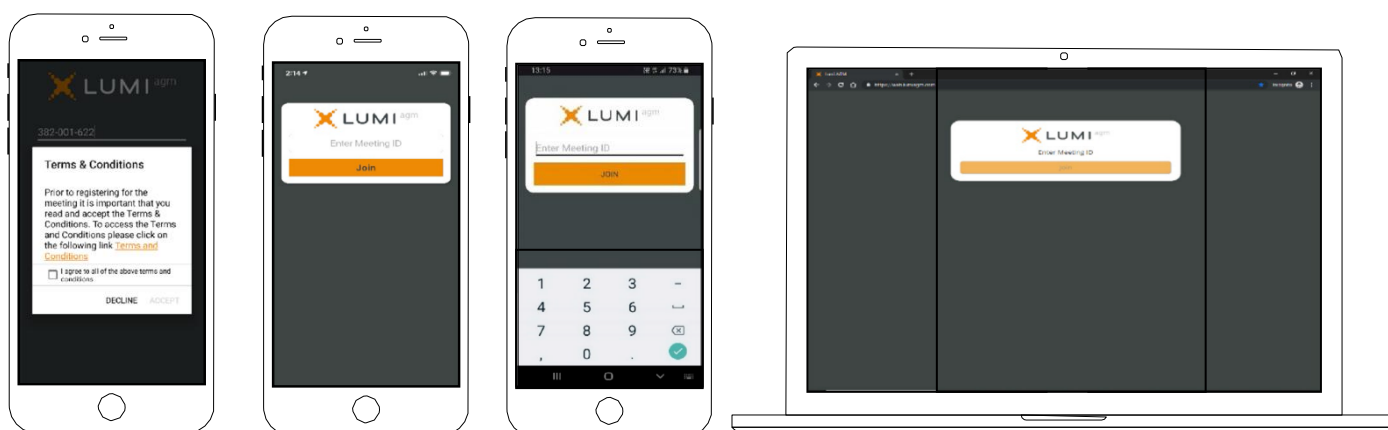 LUMI agm
382-001-622
Terms & Conditions
Prior to registering for the
meeting it is important that you
read and accept the Terms &
Conditions. To access the Terms
and Conditions please click on
the following link Terms and
Conditions
I agree to all of the above terms and
conditions
DECLINE ACCEPT
2:14
LUMI agm
Enter Meeting ID
Join
13:15
73%
LUMI agm
Enter Meeting ID
JOIN
1 2 3 -
4 5 6
7 8 9
, 0 .
Lumi AGM
LUMI agm
Enter Meeting ID